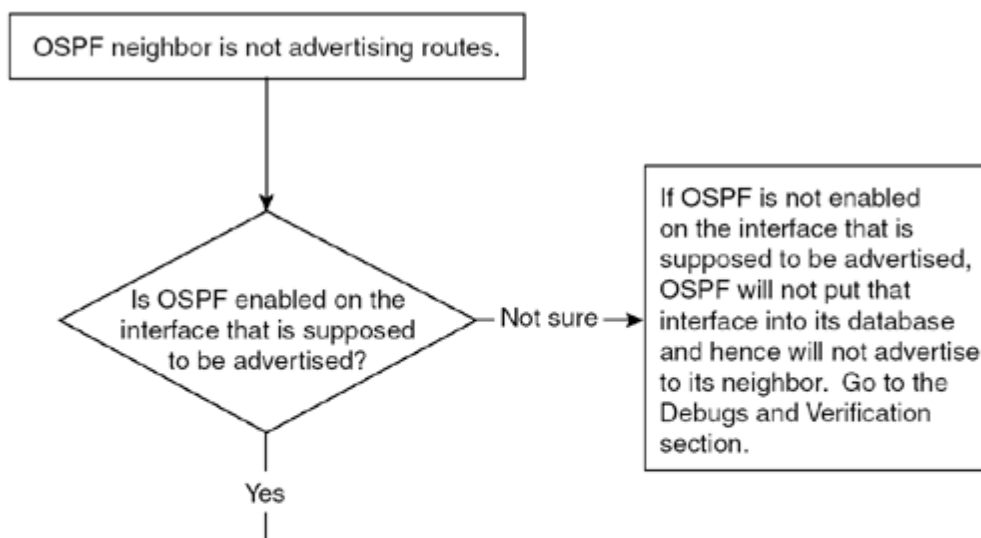 OSPF neighbor is not advertising routes.
Is OSPF enabled on the
interface that is supposed
to be advertised?
Not sure
If OSPF is not enabled
on the interface that is
supposed to be advertised,
OSPF will not put that
interface into its database
and hence will not advertise
to its neighbor.  Go to the
Debugs and Verification
section.
Yes